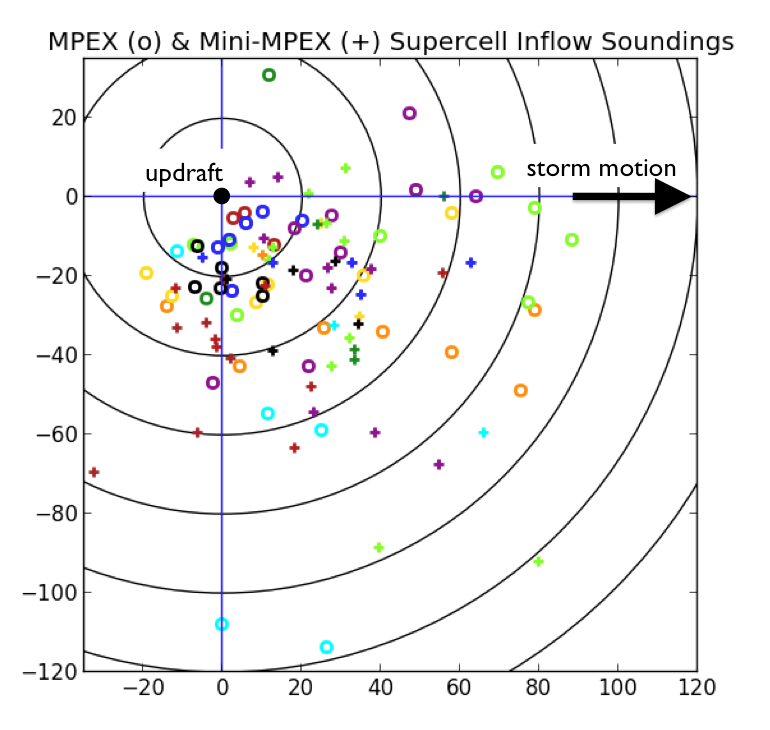 MPEX (o) & Mini-MPEX (+) Supercell Inflow Soundings
20
updraft
storm motion
0
−20
−40
−60
−80
−100
−120
−20 0 20 40 60 80 100 120